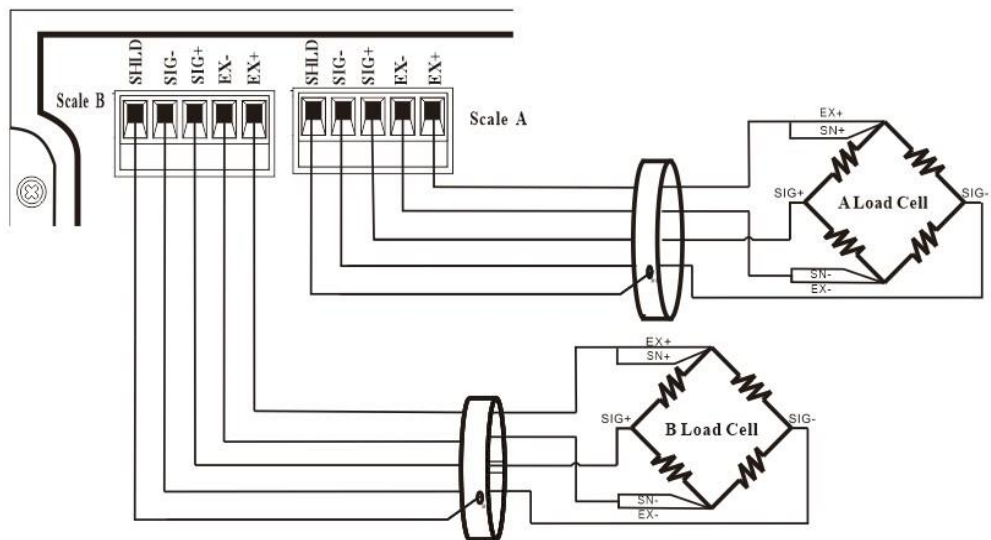 SHLD
SIG-
SIG+
EX-
EX+
Scale B
SHLD
SIG-
SIG+
EX-
EX+
Scale A
EX+
SN+
SIG+
A Load Cell
SIG-
SN-
EX-
EX+
SN+
SIG+
B Load Cell
SIG-
SN-
EX-